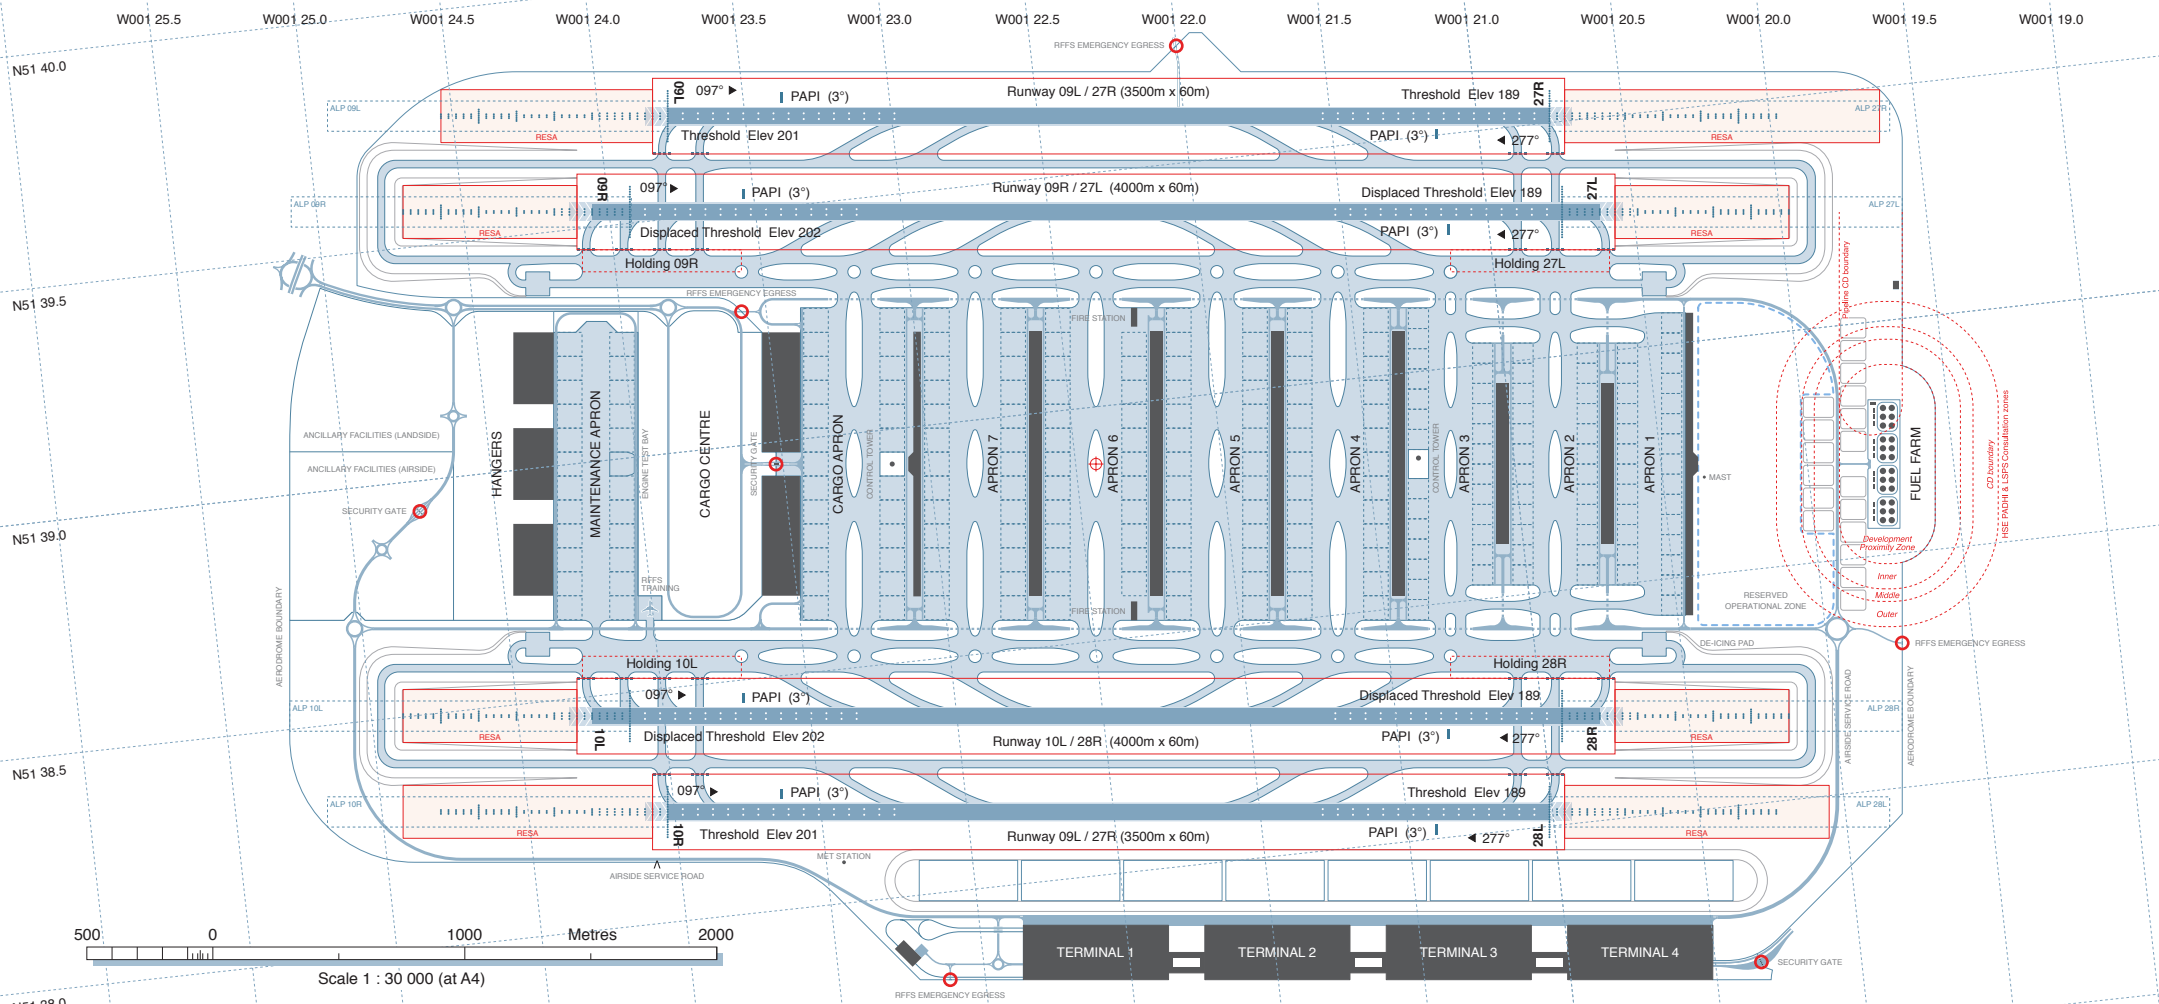 W001 25.5 W001 25.0 W001 24.5 W001 24.0 W001 23.5 W001 23.0 W001 22.5 W001 22.0 W001 21.5 W001 21.0 W001 20.5 W001 20.0 W001 19.5 W001 19.0
RFFS EMERGENCY EGRESS
N51 40.0
ALP 09L
RESA
09L
097°
PAPI (3°)
Runway 09L / 27R (3500m x 60m)
Threshold Elev 189
27R
ALP 27R
RESA
Threshold Elev 201
PAPI (3°)
277°
ALP 09R
RESA
09R
097°
PAPI (3°)
Runway 09R / 27L (4000m x 60m)
Displaced Threshold Elev 189
27L
ALP 27L
RESA
Displaced Threshold Elev 202
PAPI (3°)
277°
Holding 09R
Holding 27L
RFFS EMERGENCY EGRESS
N51 39.5
FIRE STATION
Pipeline CD boundary
ANCILLARY FACILITIES (LANDSIDE)
ANCILLARY FACILITIES (AIRSIDE)
SECURITY GATE
HANGERS
MAINTENANCE APRON
ENGINE TEST BAY
CARGO CENTRE
SECURITY GATE
CARGO APRON
CONTROL TOWER
APRON 7
APRON 6
APRON 5
APRON 4
CONTROL TOWER
APRON 3
APRON 2
APRON 1
MAST
FUEL FARM
CD boundary
HSE PADHI & LSPS Consultation zones
Development
Proximity Zone
Inner
Middle
Outer
N51 39.0
RFFS
TRAINING
FIRE STATION
RESERVED
OPERATIONAL ZONE
AERODROME BOUNDARY
DE-ICING PAD
RFFS EMERGENCY EGRESS
AIRSIDE SERVICE ROAD
AERODROME BOUNDARY
Holding 10L
Holding 28R
ALP 10L
RESA
097°
PAPI (3°)
Displaced Threshold Elev 189
ALP 28R
RESA
10L
Displaced Threshold Elev 202
Runway 10L / 28R (4000m x 60m)
PAPI (3°)
277°
28R
N51 38.5
ALP 10R
RESA
097°
PAPI (3°)
Threshold Elev 189
ALP 28L
RESA
10R
Threshold Elev 201
Runway 09L / 27R (3500m x 60m)
PAPI (3°)
277°
28L
MET STATION
AIRSIDE SERVICE ROAD
500 0 1000 Metres 2000
Scale 1 : 30 000 (at A4)
TERMINAL 1
TERMINAL 2
TERMINAL 3
TERMINAL 4
SECURITY GATE
RFFS EMERGENCY EGRESS